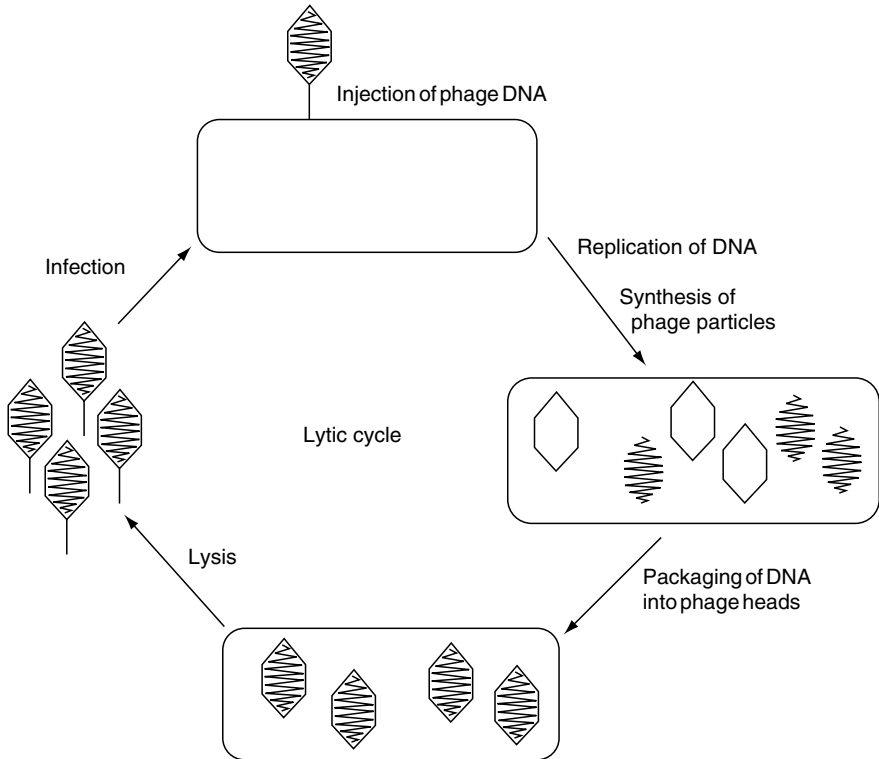 Injection of phage DNA
Replication of DNA
Infection
Synthesis of
phage particles
Lytic cycle
Lysis
Packaging of DNA
into phage heads